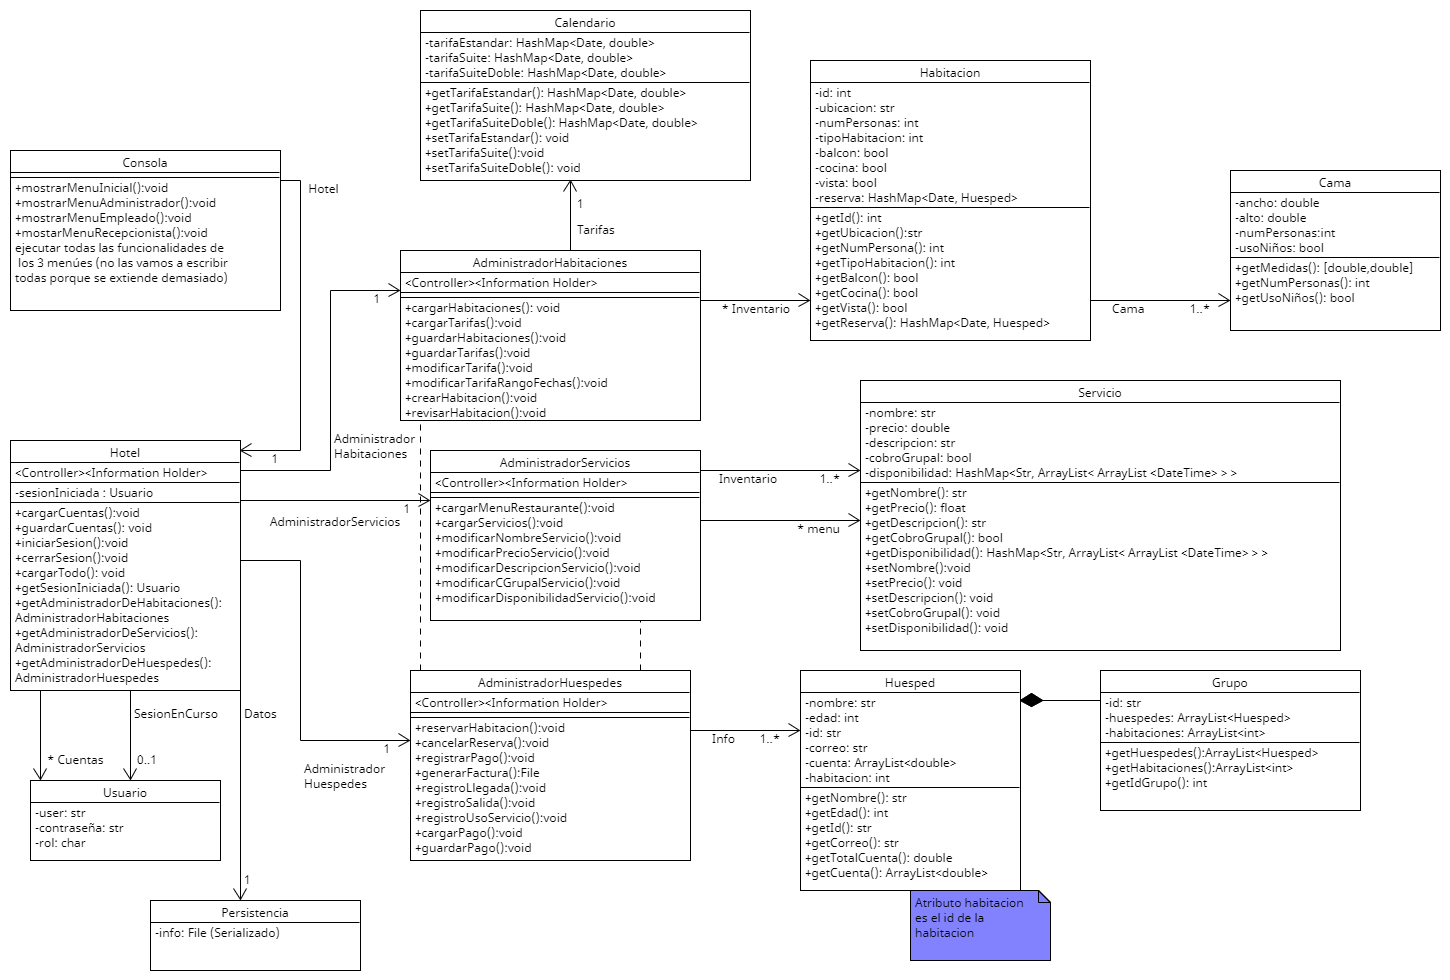 Calendario
-tarifaEstandar: HashMap<Date, double>
-tarifaSuite: HashMap<Date, double>
-tarifaSuiteDoble: HashMap<Date, double>
+getTarifaEstandar(): HashMap<Date, double>
+getTarifaSuite(): HashMap<Date, double>
+getTarifaSuiteDoble(): HashMap<Date, double>
+setTarifaEstandar(): void
+setTarifaSuite():void
+setTarifaSuiteDoble(): void
Habitacion
-id: int
-ubicacion: str
-numPersonas: int
-tipoHabitacion: int
-balcon: bool
-cocina: bool
-vista: bool
-reserva: HashMap<Date, Huesped>
+getId(): int
+getUbicacion():str
+getNumPersona(): int
+getTipoHabitacion(): int
+getBalcon(): bool
+getCocina(): bool
+getVista(): bool
+getReserva(): HashMap<Date, Huesped>
Cama
-ancho: double
-alto: double
-numPersonas:int
-usoNiños: bool
+getMedidas(): [double,double]
+getNumPersonas(): int
+getUsoNiños(): bool
Cama
1..*
Consola
+mostrarMenuInicial():void
+mostrarMenuAdministrador():void
+mostrarMenuEmpleado():void
+mostarMenuRecepcionista():void
ejecutar todas las funcionalidades de
los 3 menúes (no las vamos a escribir
todas porque se extiende demasiado)
Hotel
1
1
Tarifas
AdministradorHabitaciones
<Controller><Information Holder>
+cargarHabitaciones(): void
+cargarTarifas():void
+guardarHabitaciones():void
+guardarTarifas():void
+modificarTarifa():void
+modificarTarifaRangoFechas():void
+crearHabitacion():void
+revisarHabitacion():void
* Inventario
1
Administrador
Habitaciones
Hotel
<Controller><Information Holder>
-sesionIniciada : Usuario
+cargarCuentas():void
+guardarCuentas(): void
+iniciarSesion():void
+cerrarSesion():void
+cargarTodo(): void
+getSesionIniciada(): Usuario
+getAdministradorDeHabitaciones():
AdministradorHabitaciones
+getAdministradorDeServicios():
AdministradorServicios
+getAdministradorDeHuespedes():
AdministradorHuespedes
1
AdministradorServicios
AdministradorServicios
<Controller><Information Holder>
+cargarMenuRestaurante():void
+cargarServicios():void
+modificarNombreServicio():void
+modificarPrecioServicio():void
+modificarDescripcionServicio():void
+modificarCGrupalServicio():void
+modificarDisponibilidadServicio():void
Inventario
1..*
* menu
Servicio
-nombre: str
-precio: double
-descripcion: str
-cobroGrupal: bool
-disponibilidad: HashMap<Str, ArrayList< ArrayList <DateTime> > >
+getNombre(): str
+getPrecio(): float
+getDescripcion(): str
+getCobroGrupal(): bool
+getDisponibilidad(): HashMap<Str, ArrayList< ArrayList <DateTime> > >
+setNombre():void
+setPrecio(): void
+setDescripcion(): void
+setCobroGrupal(): void
+setDisponibilidad(): void
SesionEnCurso
0..1
* Cuentas
Datos
1
1
Administrador
Huespedes
Usuario
-user: str
-contraseña: str
-rol: char
Persistencia
-info: File (Serializado)
AdministradorHuespedes
<Controller><Information Holder>
+reservarHabitacion():void
+cancelarReserva():void
+registrarPago():void
+generarFactura():File
+registroLlegada():void
+registroSalida():void
+registroUsoServicio():void
+cargarPago():void
+guardarPago():void
Info
1..*
Huesped
-nombre: str
-edad: int
-id: str
-correo: str
-cuenta: ArrayList<double>
-habitacion: int
+getNombre(): str
+getEdad(): int
+getId(): str
+getCorreo(): str
+getTotalCuenta(): double
+getCuenta(): ArrayList<double>
Atributo habitacion
es el id de la
habitacion
Grupo
-id: str
-huespedes: ArrayList<Huesped>
-habitaciones: ArrayList<int>
+getHuespedes():ArrayList<Huesped>
+getHabitaciones():ArrayList<int>
+getIdGrupo(): int